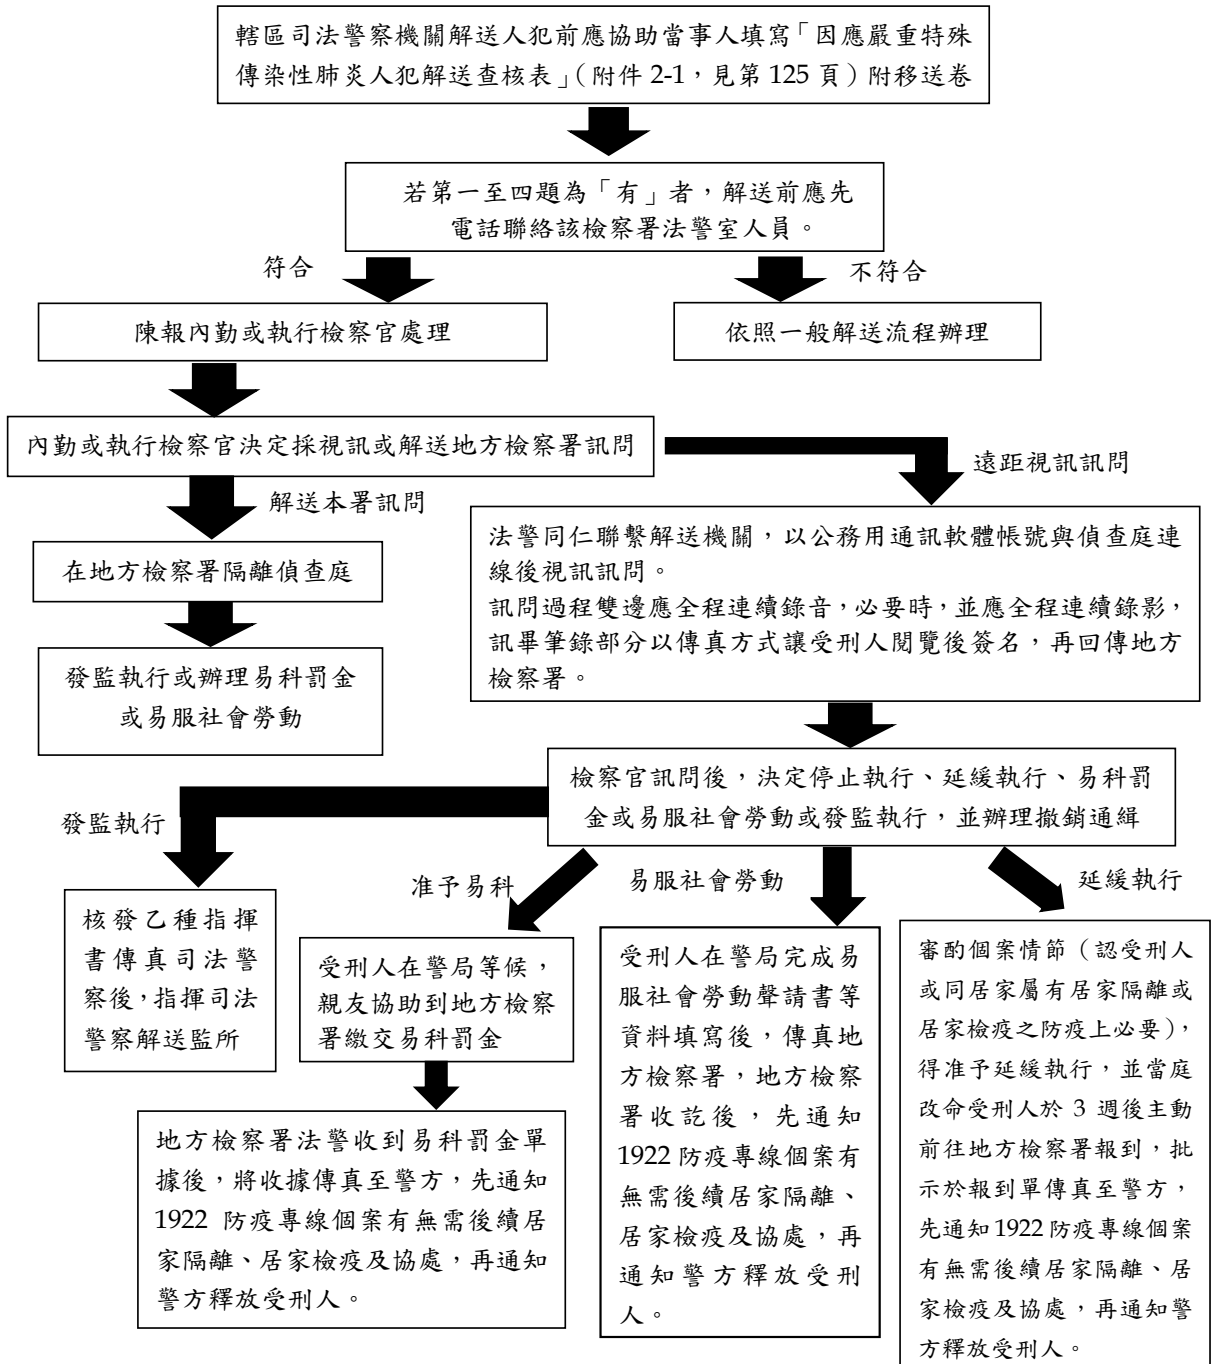 轄區司法警察機關解送人犯前應協助當事人填寫「因應嚴重特殊
傳染性肺炎人犯解送查核表」（附件 2-1，見第 125 頁）附移送卷
若第一至四題為「有」者，解送前應先
電話聯絡該檢察署法警室人員。
符合
不符合
陳報內勤或執行檢察官處理
依照一般解送流程辦理
內勤或執行檢察官決定採視訊或解送地方檢察署訊問
遠距視訊訊問
解送本署訊問
在地方檢察署隔離偵查庭
發監執行或辦理易科罰金
或易服社會勞動
法警同仁聯繫解送機關，以公務用通訊軟體帳號與偵查庭連
線後視訊訊問。
訊問過程雙邊應全程連續錄音，必要時，並應全程連續錄影，
訊畢筆錄部分以傳真方式讓受刑人閱覽後簽名，再回傳地方
檢察署。
檢察官訊問後，決定停止執行、延緩執行、易科罰
金或易服社會勞動或發監執行，並辦理撤銷通緝
發監執行
准予易科
易服社會勞動
延緩執行
核發乙種指揮
書傳真司法警
察後，指揮司法
警察解送監所
受刑人在警局等候，
親友協助到地方檢察
署繳交易科罰金
地方檢察署法警收到易科罰金單
據後，將收據傳真至警方，先通知
1922 防疫專線個案有無需後續居
家隔離、居家檢疫及協處，再通知
警方釋放受刑人。
受刑人在警局完成易
服社會勞動聲請書等
資料填寫後，傳真地
方檢察署，地方檢察
署收訖後，先通知
1922 防疫專線個案有
無需後續居家隔離、
居家檢疫及協處，再
通知警方釋放受刑
人。
審酌個案情節（認受刑人
或同居家屬有居家隔離或
居家檢疫之防疫上必要），
得准予延緩執行，並當庭
改命受刑人於 3 週後主動
前往地方檢察署報到，批
示於報到單傳真至警方，
先通知 1922 防疫專線個案
有無需後續居家隔離、居
家檢疫及協處，再通知警
方釋放受刑人。